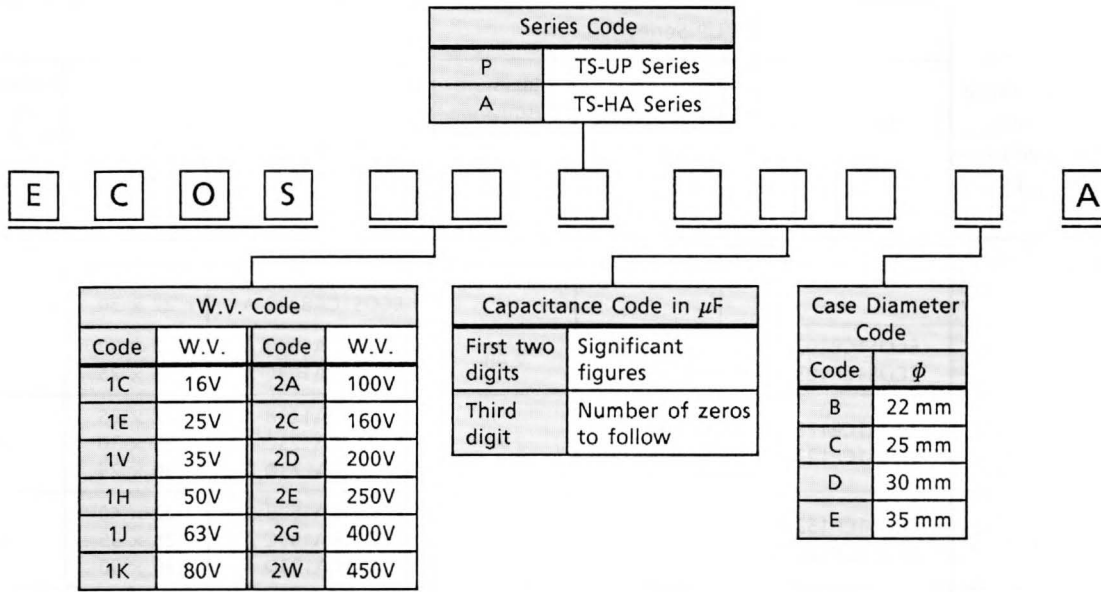 Series Code
P TS-UP Series
A TS-HA Series
E C O S A
W.V. Code
Code W.V. Code W.V.
1C 16V 2A 100V
1E 25V 2C 160V
1V 35V 2D 200V
1H 50V 2E 250V
1J 63V 2G 400V
1K 80V 2W 450V
Capacitance Code in μF
First two
digits
Significant
figures
Third
digit
Number of zeros
to follow
Case Diameter
Code
Code ϕ
B 22 mm
C 25 mm
D 30 mm
E 35 mm